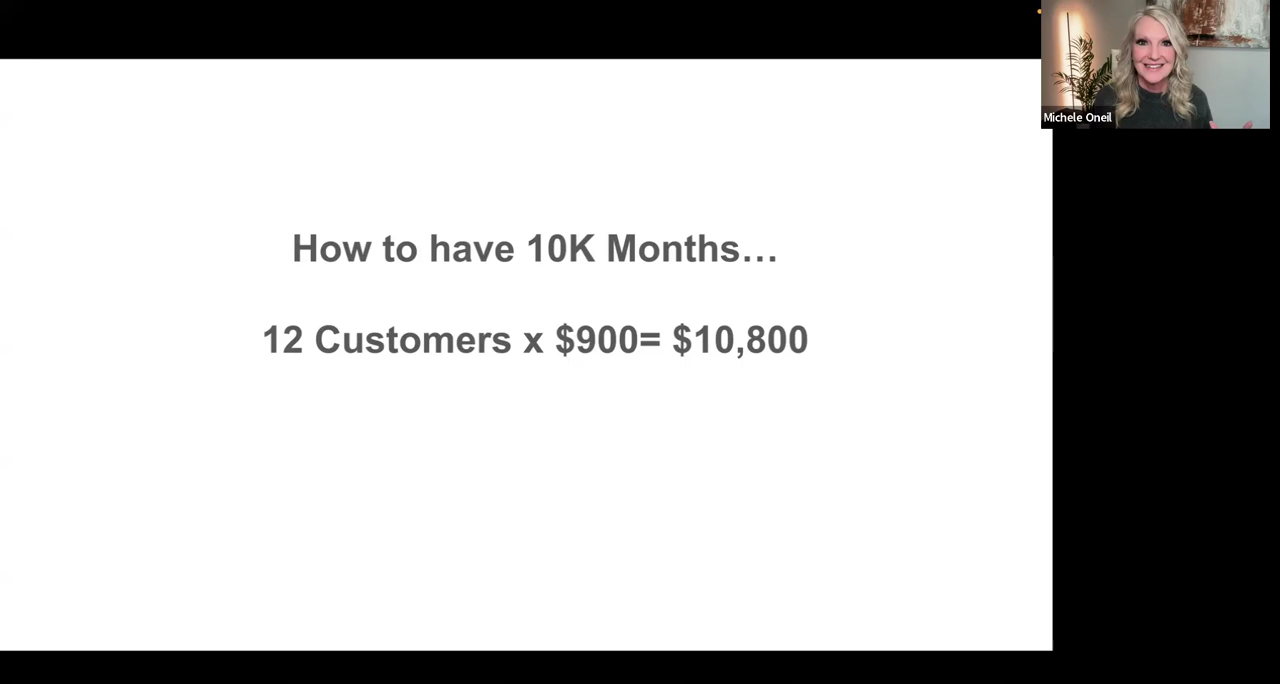 Michele Oneil
How to have 10K Months…
12 Customers x $900= $10,800